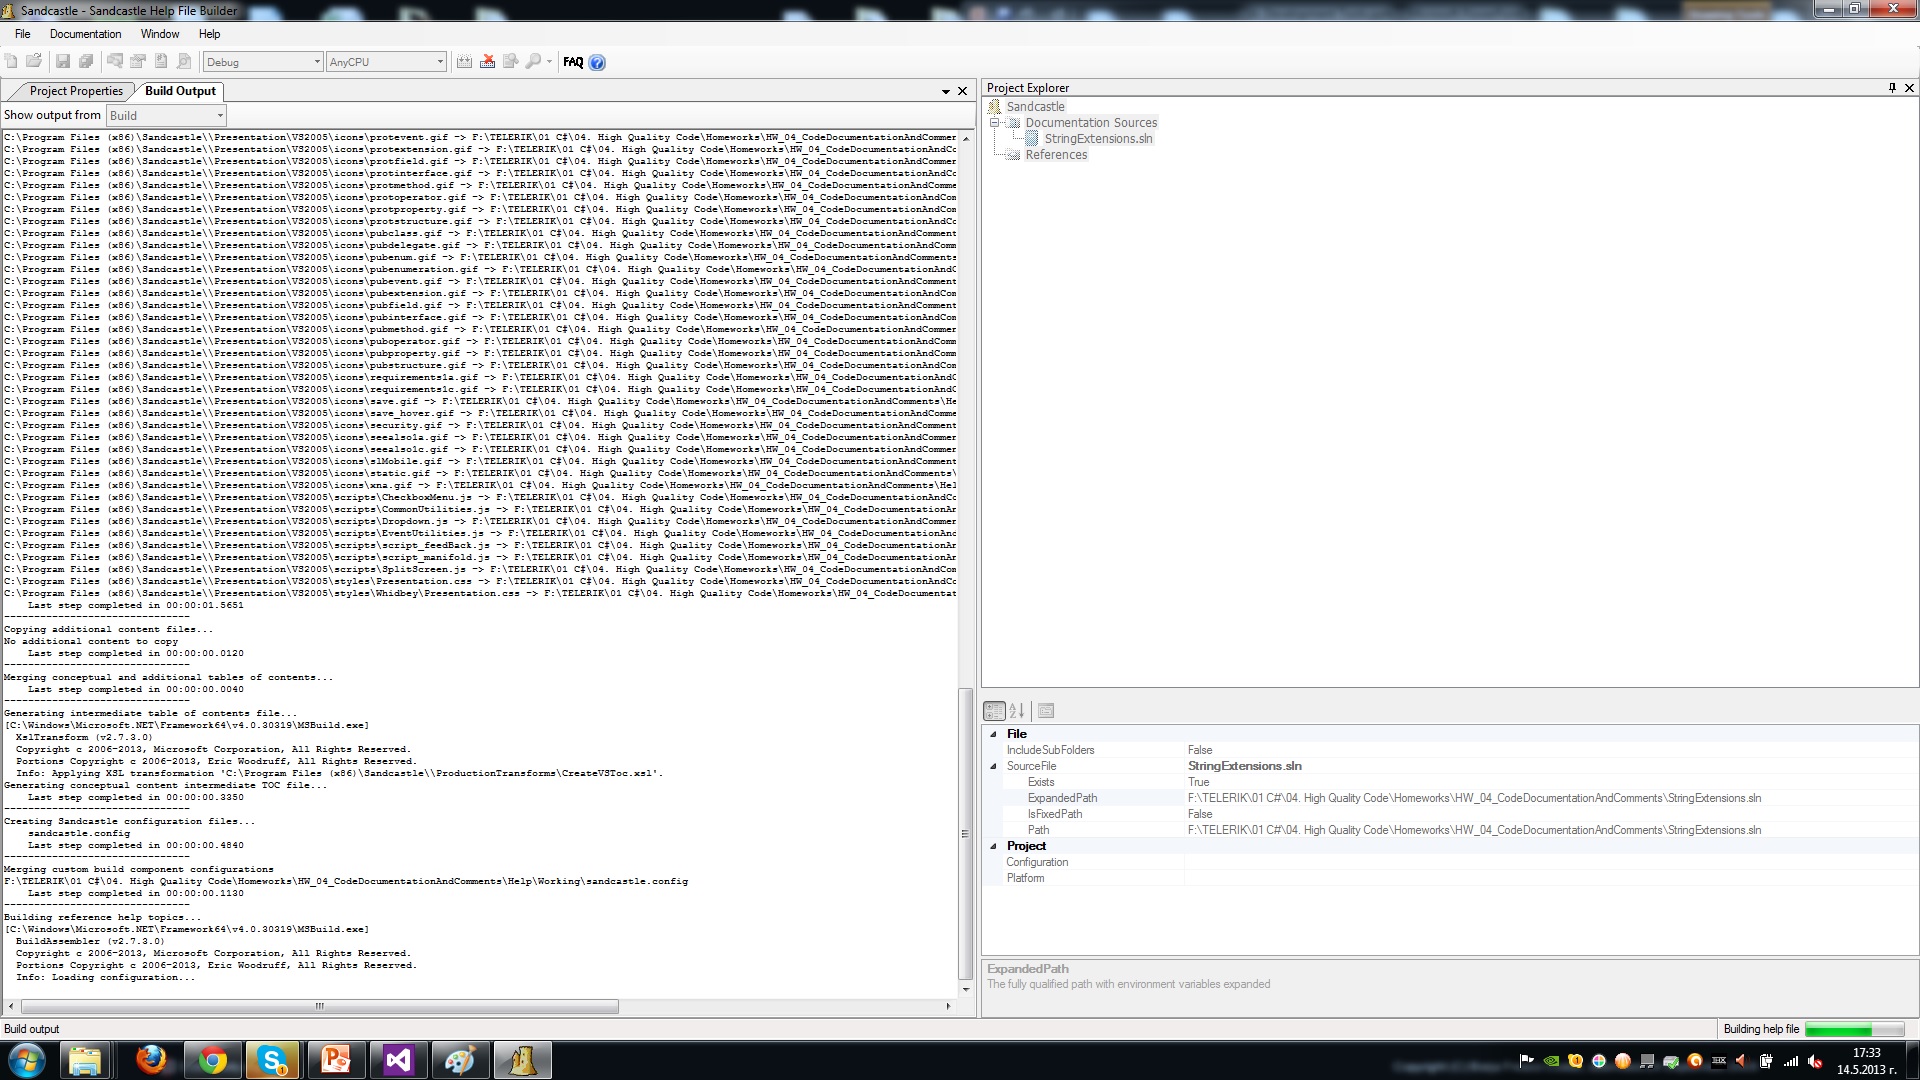 Sandcastle - Sandcastle Help File Builder
File Documentation Window Help
Debug AnyCPU FAQ
Project Properties Build Output
Show output from Build
C:\Program Files (x86)\Sandcastle\\Presentation\VS2005\icons\protevent.gif -> F:\TELERIK\01 C#\04. High Quality Code\Homeworks\HW_04_CodeDocumentationAndCommen
C:\Program Files (x86)\Sandcastle\\Presentation\VS2005\icons\protextension.gif -> F:\TELERIK\01 C#\04. High Quality Code\Homeworks\HW_04_CodeDocumentationAndCo
C:\Program Files (x86)\Sandcastle\\Presentation\VS2005\icons\protfield.gif -> F:\TELERIK\01 C#\04. High Quality Code\Homeworks\HW_04_CodeDocumentationAndCommen
C:\Program Files (x86)\Sandcastle\\Presentation\VS2005\icons\protinterface.gif -> F:\TELERIK\01 C#\04. High Quality Code\Homeworks\HW_04_CodeDocumentationAndCo
C:\Program Files (x86)\Sandcastle\\Presentation\VS2005\icons\protmethod.gif -> F:\TELERIK\01 C#\04. High Quality Code\Homeworks\HW_04_CodeDocumentationAndComme
C:\Program Files (x86)\Sandcastle\\Presentation\VS2005\icons\protoperator.gif -> F:\TELERIK\01 C#\04. High Quality Code\Homeworks\HW_04_CodeDocumentationAndCom
C:\Program Files (x86)\Sandcastle\\Presentation\VS2005\icons\protproperty.gif -> F:\TELERIK\01 C#\04. High Quality Code\Homeworks\HW_04_CodeDocumentationAndCom
C:\Program Files (x86)\Sandcastle\\Presentation\VS2005\icons\protstructure.gif -> F:\TELERIK\01 C#\04. High Quality Code\Homeworks\HW_04_CodeDocumentationAndCo
C:\Program Files (x86)\Sandcastle\\Presentation\VS2005\icons\pubclass.gif -> F:\TELERIK\01 C#\04. High Quality Code\Homeworks\HW_04_CodeDocumentationAndComment
C:\Program Files (x86)\Sandcastle\\Presentation\VS2005\icons\pubdelegate.gif -> F:\TELERIK\01 C#\04. High Quality Code\Homeworks\HW_04_CodeDocumentationAndComm
C:\Program Files (x86)\Sandcastle\\Presentation\VS2005\icons\pubenum.gif -> F:\TELERIK\01 C#\04. High Quality Code\Homeworks\HW_04_CodeDocumentationAndComments
C:\Program Files (x86)\Sandcastle\\Presentation\VS2005\icons\pubenumeration.gif -> F:\TELERIK\01 C#\04. High Quality Code\Homeworks\HW_04_CodeDocumentationAndC
C:\Program Files (x86)\Sandcastle\\Presentation\VS2005\icons\pubevent.gif -> F:\TELERIK\01 C#\04. High Quality Code\Homeworks\HW_04_CodeDocumentationAndComment
C:\Program Files (x86)\Sandcastle\\Presentation\VS2005\icons\pubextension.gif -> F:\TELERIK\01 C#\04. High Quality Code\Homeworks\HW_04_CodeDocumentationAndCom
C:\Program Files (x86)\Sandcastle\\Presentation\VS2005\icons\pubfield.gif -> F:\TELERIK\01 C#\04. High Quality Code\Homeworks\HW_04_CodeDocumentationAndComment
C:\Program Files (x86)\Sandcastle\\Presentation\VS2005\icons\pubinterface.gif -> F:\TELERIK\01 C#\04. High Quality Code\Homeworks\HW_04_CodeDocumentationAndCom
C:\Program Files (x86)\Sandcastle\\Presentation\VS2005\icons\pubmethod.gif -> F:\TELERIK\01 C#\04. High Quality Code\Homeworks\HW_04_CodeDocumentationAndCommen
C:\Program Files (x86)\Sandcastle\\Presentation\VS2005\icons\puboperator.gif -> F:\TELERIK\01 C#\04. High Quality Code\Homeworks\HW_04_CodeDocumentationAndComm
C:\Program Files (x86)\Sandcastle\\Presentation\VS2005\icons\pubproperty.gif -> F:\TELERIK\01 C#\04. High Quality Code\Homeworks\HW_04_CodeDocumentationAndComm
C:\Program Files (x86)\Sandcastle\\Presentation\VS2005\icons\pubstructure.gif -> F:\TELERIK\01 C#\04. High Quality Code\Homeworks\HW_04_CodeDocumentationAndCom
C:\Program Files (x86)\Sandcastle\\Presentation\VS2005\icons\requirements1a.gif -> F:\TELERIK\01 C#\04. High Quality Code\Homeworks\HW_04_CodeDocumentationAndC
C:\Program Files (x86)\Sandcastle\\Presentation\VS2005\icons\requirements1c.gif -> F:\TELERIK\01 C#\04. High Quality Code\Homeworks\HW_04_CodeDocumentationAndC
C:\Program Files (x86)\Sandcastle\\Presentation\VS2005\icons\save.gif -> F:\TELERIK\01 C#\04. High Quality Code\Homeworks\HW_04_CodeDocumentationAndComments\He
C:\Program Files (x86)\Sandcastle\\Presentation\VS2005\icons\save_hover.gif -> F:\TELERIK\01 C#\04. High Quality Code\Homeworks\HW_04_CodeDocumentationAndComme
C:\Program Files (x86)\Sandcastle\\Presentation\VS2005\icons\security.gif -> F:\TELERIK\01 C#\04. High Quality Code\Homeworks\HW_04_CodeDocumentationAndComment
C:\Program Files (x86)\Sandcastle\\Presentation\VS2005\icons\seealso1a.gif -> F:\TELERIK\01 C#\04. High Quality Code\Homeworks\HW_04_CodeDocumentationAndCommen
C:\Program Files (x86)\Sandcastle\\Presentation\VS2005\icons\seealso1c.gif -> F:\TELERIK\01 C#\04. High Quality Code\Homeworks\HW_04_CodeDocumentationAndCommen
C:\Program Files (x86)\Sandcastle\\Presentation\VS2005\icons\slMobile.gif -> F:\TELERIK\01 C#\04. High Quality Code\Homeworks\HW_04_CodeDocumentationAndComment
C:\Program Files (x86)\Sandcastle\\Presentation\VS2005\icons\static.gif -> F:\TELERIK\01 C#\04. High Quality Code\Homeworks\HW_04_CodeDocumentationAndComments\
C:\Program Files (x86)\Sandcastle\\Presentation\VS2005\icons\xna.gif -> F:\TELERIK\01 C#\04. High Quality Code\Homeworks\HW_04_CodeDocumentationAndComments\Hel
C:\Program Files (x86)\Sandcastle\\Presentation\VS2005\scripts\CheckboxMenu.js -> F:\TELERIK\01 C#\04. High Quality Code\Homeworks\HW_04_CodeDocumentationAndCo
C:\Program Files (x86)\Sandcastle\\Presentation\VS2005\scripts\CommonUtilities.js -> F:\TELERIK\01 C#\04. High Quality Code\Homeworks\HW_04_CodeDocumentationAn
C:\Program Files (x86)\Sandcastle\\Presentation\VS2005\scripts\Dropdown.js -> F:\TELERIK\01 C#\04. High Quality Code\Homeworks\HW_04_CodeDocumentationAndCommen
C:\Program Files (x86)\Sandcastle\\Presentation\VS2005\scripts\EventUtilities.js -> F:\TELERIK\01 C#\04. High Quality Code\Homeworks\HW_04_CodeDocumentationAnd
C:\Program Files (x86)\Sandcastle\\Presentation\VS2005\scripts\script_feedBack.js -> F:\TELERIK\01 C#\04. High Quality Code\Homeworks\HW_04_CodeDocumentationAn
C:\Program Files (x86)\Sandcastle\\Presentation\VS2005\scripts\script_manifold.js -> F:\TELERIK\01 C#\04. High Quality Code\Homeworks\HW_04_CodeDocumentationAn
C:\Program Files (x86)\Sandcastle\\Presentation\VS2005\scripts\SplitScreen.js -> F:\TELERIK\01 C#\04. High Quality Code\Homeworks\HW_04_CodeDocumentationAndCom
C:\Program Files (x86)\Sandcastle\\Presentation\VS2005\styles\Presentation.css -> F:\TELERIK\01 C#\04. High Quality Code\Homeworks\HW_04_CodeDocumentationAndCo
C:\Program Files (x86)\Sandcastle\\Presentation\VS2005\styles\Whidbey\Presentation.css -> F:\TELERIK\01 C#\04. High Quality Code\Homeworks\HW_04_CodeDocumentat
Last step completed in 00:00:01.5651
-------------------------------
Copying additional content files...
No additional content to copy
Last step completed in 00:00:00.0120
-------------------------------
Merging conceptual and additional tables of contents...
Last step completed in 00:00:00.0040
-------------------------------
Generating intermediate table of contents file...
[C:\Windows\Microsoft.NET\Framework64\v4.0.30319\MSBuild.exe]
XslTransform (v2.7.3.0)
Copyright c 2006-2013, Microsoft Corporation, All Rights Reserved.
Portions Copyright c 2006-2013, Eric Woodruff, All Rights Reserved.
Info: Applying XSL transformation 'C:\Program Files (x86)\Sandcastle\\ProductionTransforms\CreateVSToc.xsl'.
Generating conceptual content intermediate TOC file...
Last step completed in 00:00:00.3350
-------------------------------
Creating Sandcastle configuration files...
sandcastle.config
Last step completed in 00:00:00.4840
-------------------------------
Merging custom build component configurations
F:\TELERIK\01 C#\04. High Quality Code\Homeworks\HW_04_CodeDocumentationAndComments\Help\Working\sandcastle.config
Last step completed in 00:00:00.1130
-------------------------------
Building reference help topics...
[C:\Windows\Microsoft.NET\Framework64\v4.0.30319\MSBuild.exe]
BuildAssembler (v2.7.3.0)
Copyright c 2006-2013, Microsoft Corporation, All Rights Reserved.
Portions Copyright c 2006-2013, Eric Woodruff, All Rights Reserved.
Info: Loading configuration...
Project Explorer
Sandcastle
Documentation Sources
StringExtensions.sln
References
File
IncludeSubFolders False
SourceFile StringExtensions.sln
Exists True
ExpandedPath F:\TELERIK\01 C#\04. High Quality Code\Homeworks\HW_04_CodeDocumentationAndComments\StringExtensions.sln
IsFixedPath False
Path F:\TELERIK\01 C#\04. High Quality Code\Homeworks\HW_04_CodeDocumentationAndComments\StringExtensions.sln
Project
Configuration
Platform
ExpandedPath
The fully qualified path with environment variables expanded
Build output Building help file
17:33
14.5.2013 г.